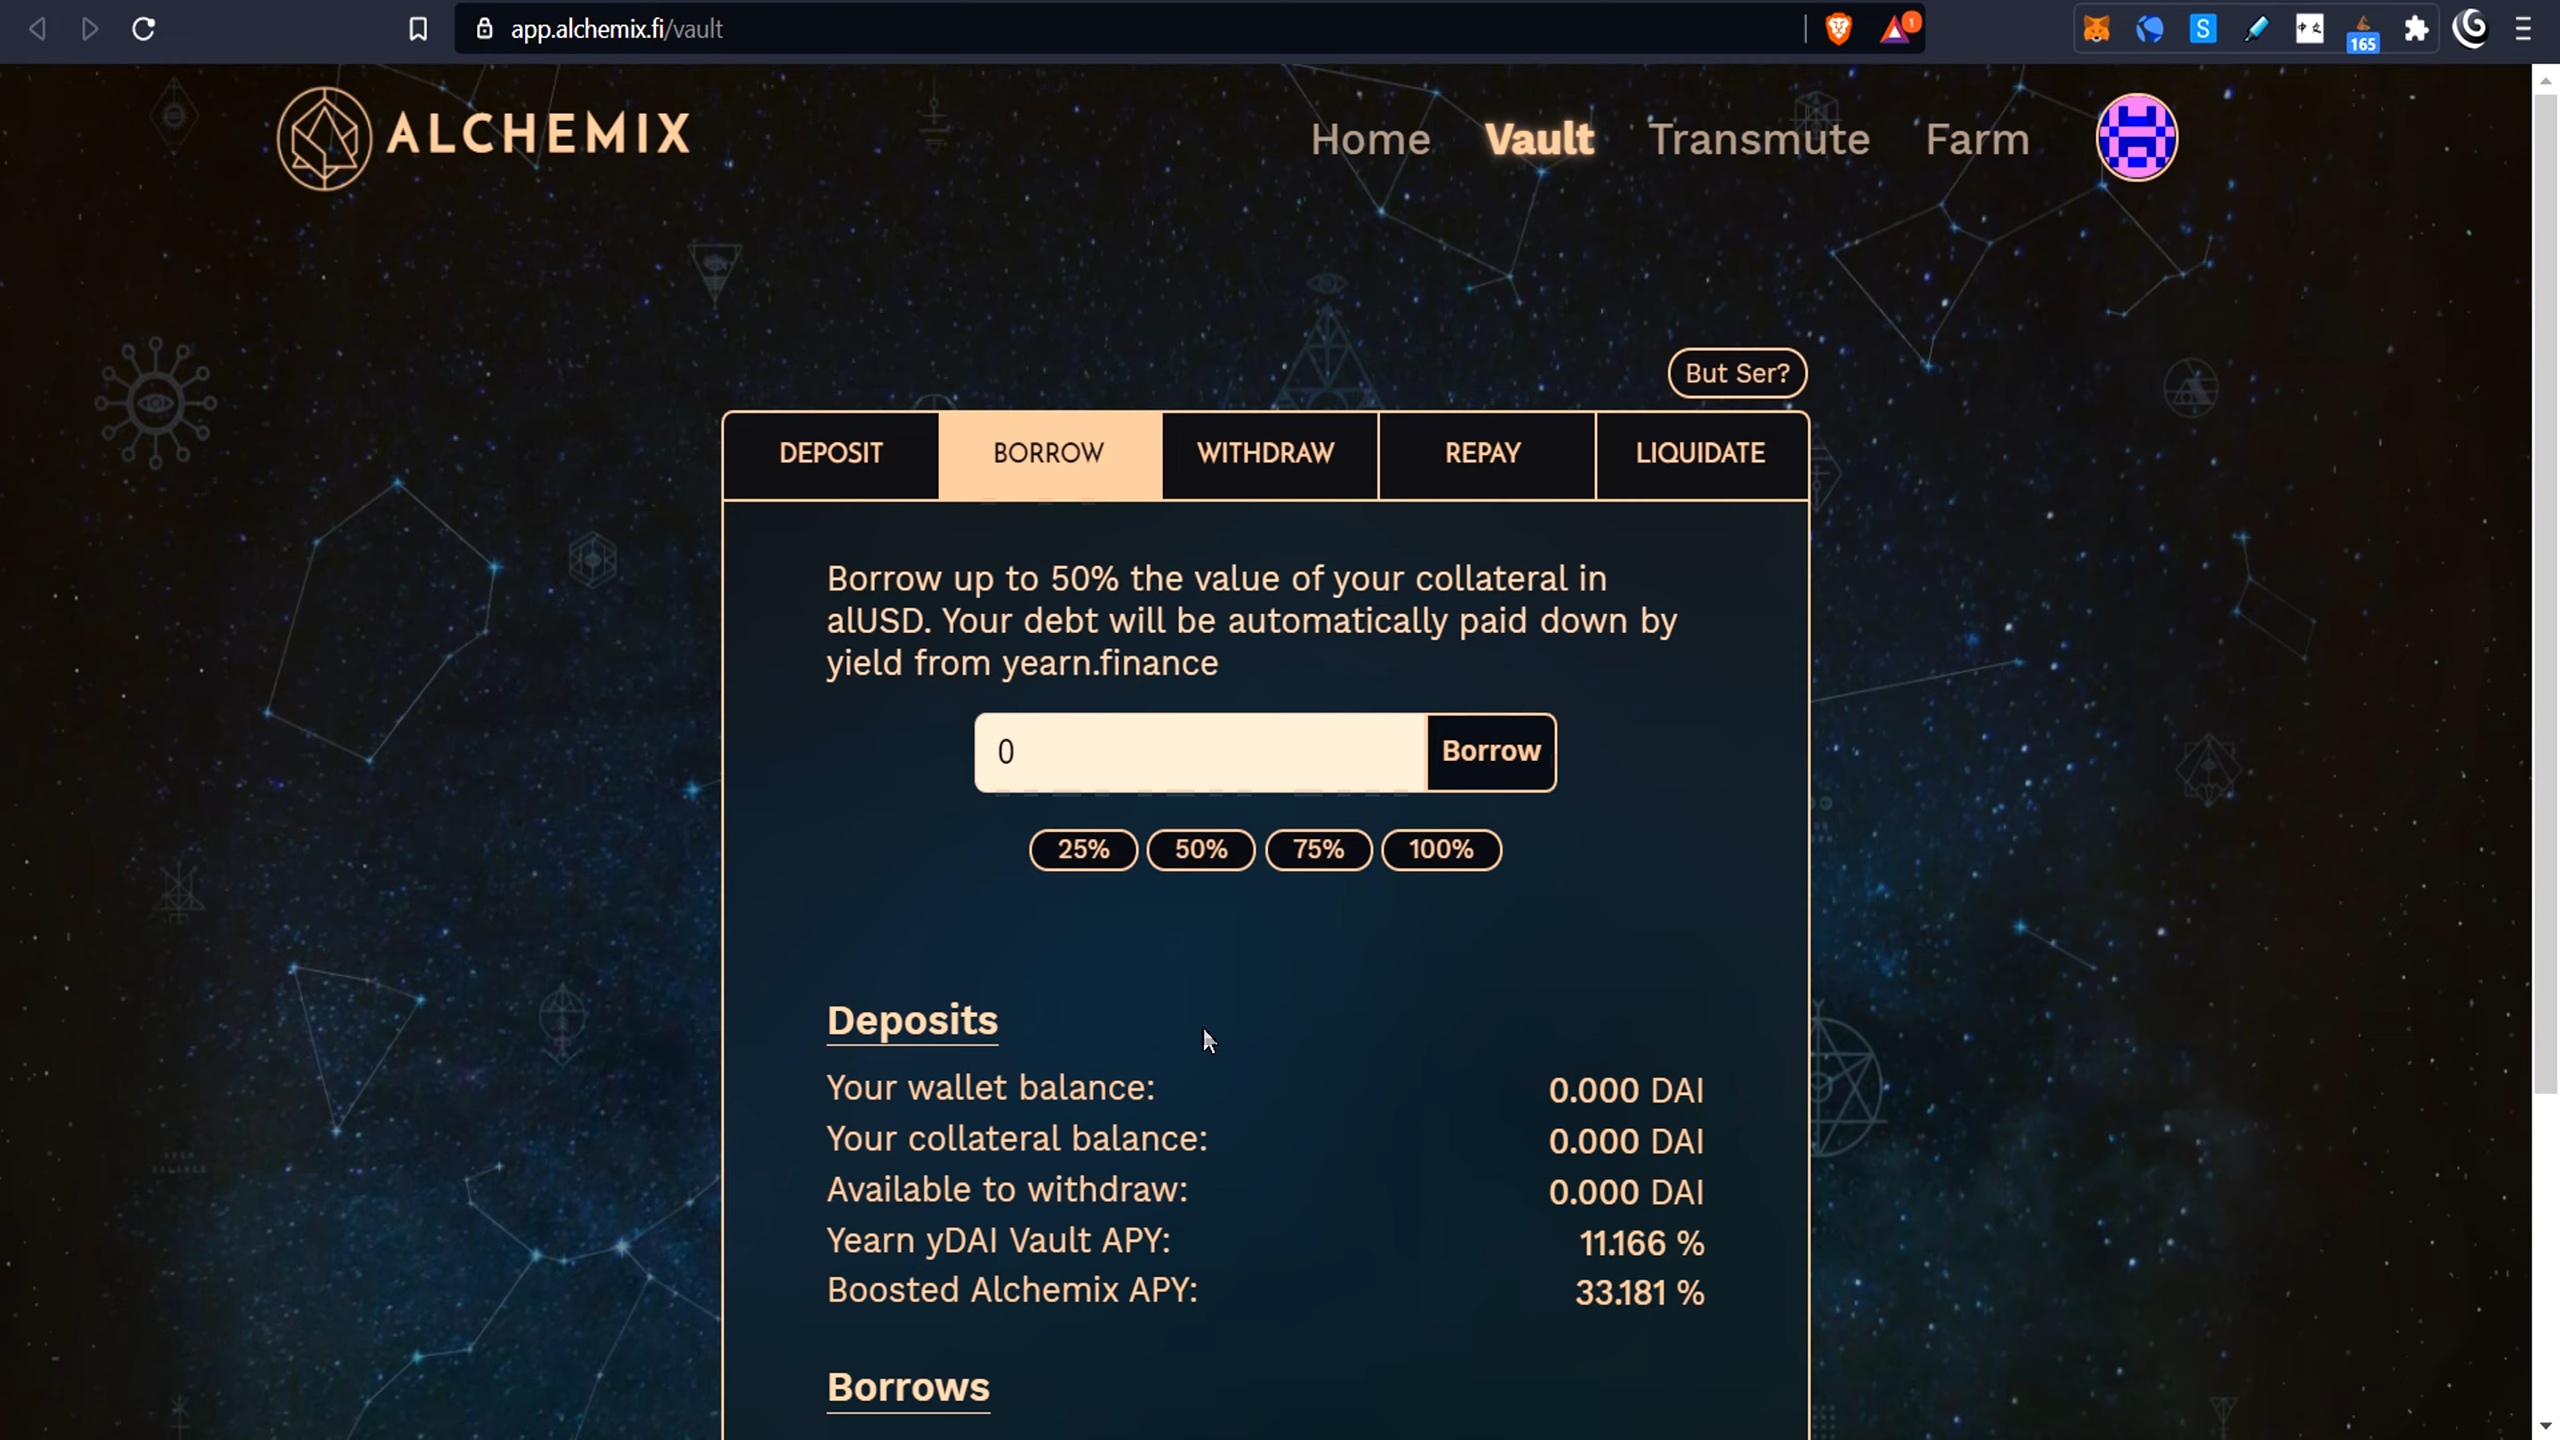 app.alchemix.fi/vault
1
S
165
ALCHEMIX
Home
Vault
Transmute
Farm
But Ser?
DEPOSIT
BORROW
WITHDRAW
REPAY
LIQUIDATE
Borrow up to 50% the value of your collateral in
alUSD. Your debt will be automatically paid down by
yield from yearn.finance
0
Borrow
25%
50%
75%
100%
Deposits
Your wallet balance: 0.000 DAI
Your collateral balance: 0.000 DAI
Available to withdraw: 0.000 DAI
Yearn yDAI Vault APY: 11.166 %
Boosted Alchemix APY: 33.181 %
Borrows